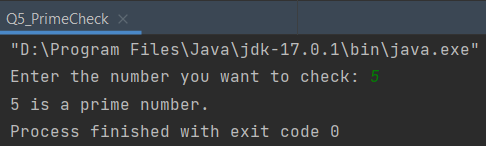 Q5_PrimeCheck
"D:\Program Files\Java\jdk-17.0.1\bin\java.exe"
Enter the number you want to check: 5
5 is a prime number.
Process finished with exit code 0